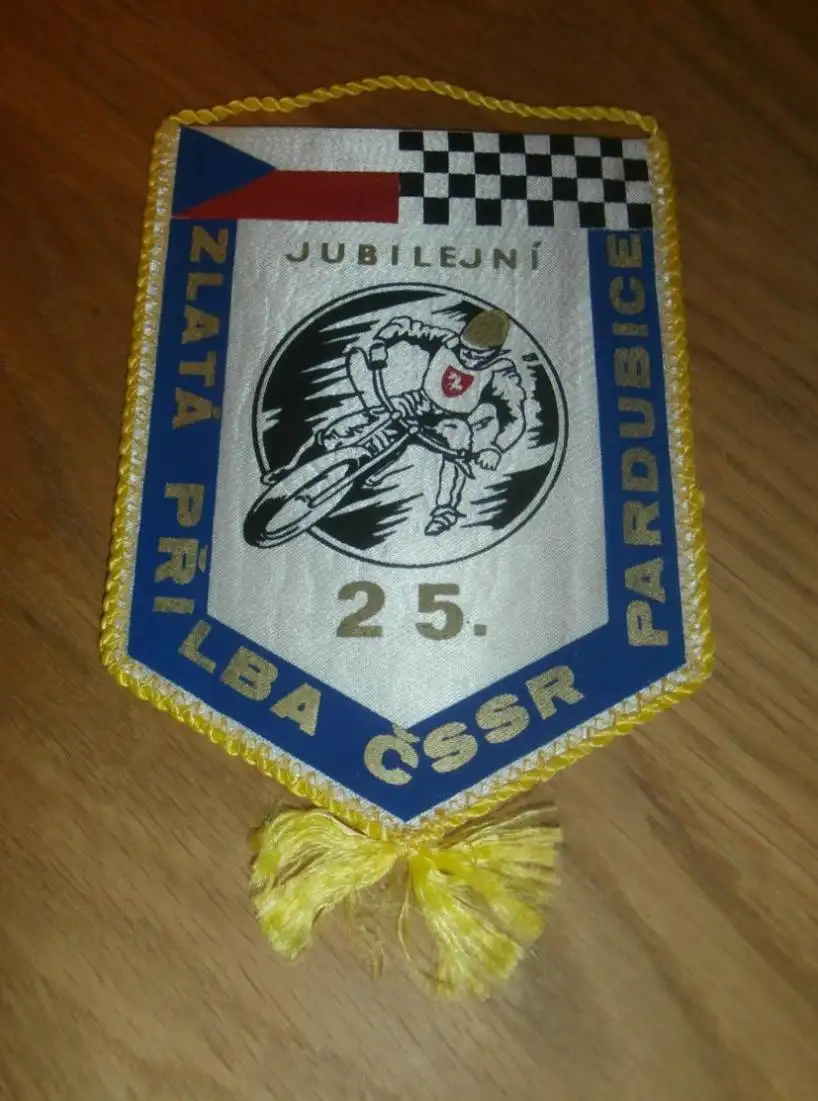 JUBILEJNÍ
25.
ZLATÁ PŘILBA ČSSR PARDUBICE